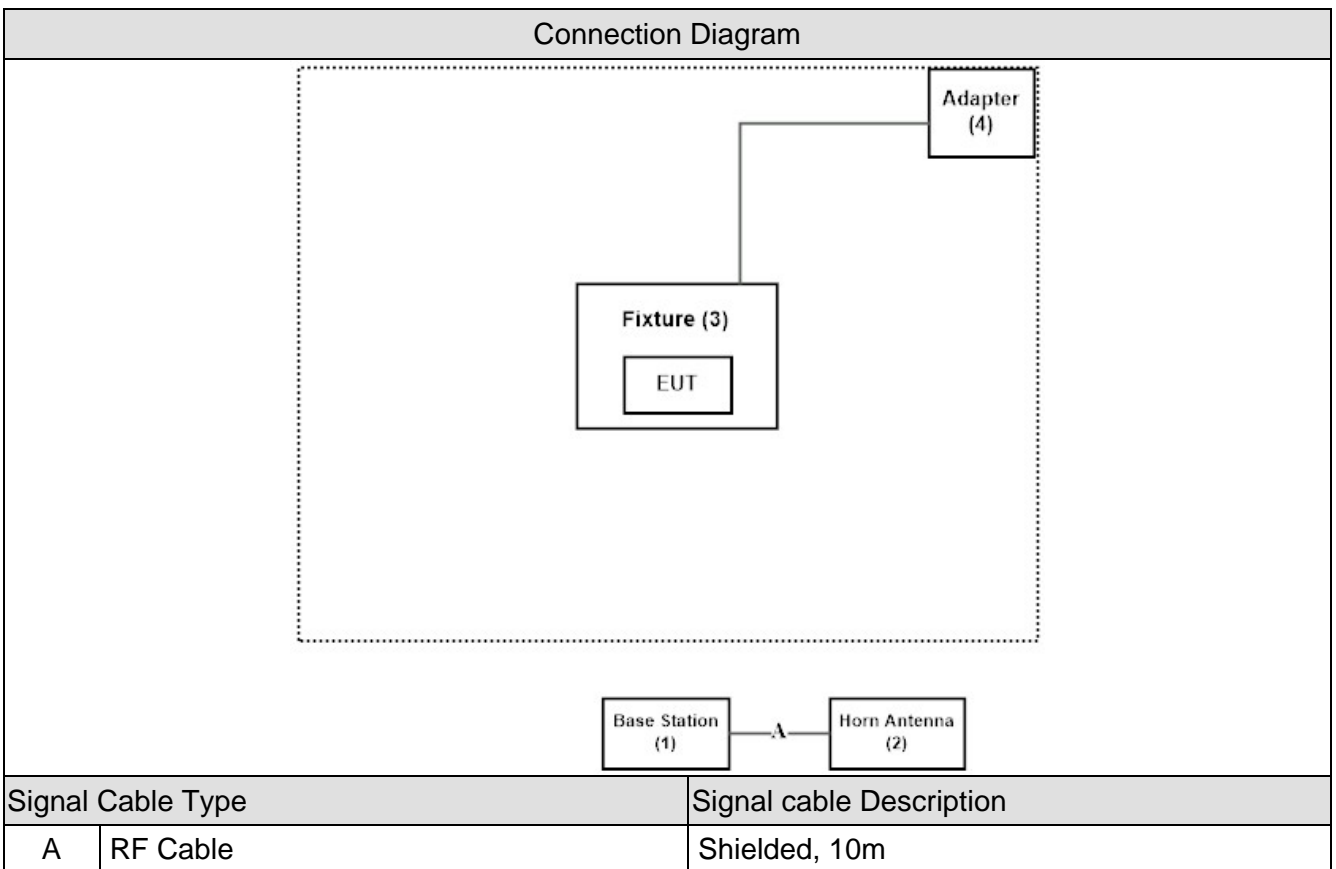 Connection Diagram
Adapter
(4)
Fixture (3)
EUT
Base Station
(1)
A
Horn Antenna
(2)
Signal Cable Type
Signal cable Description
A
RF Cable
Shielded, 10m